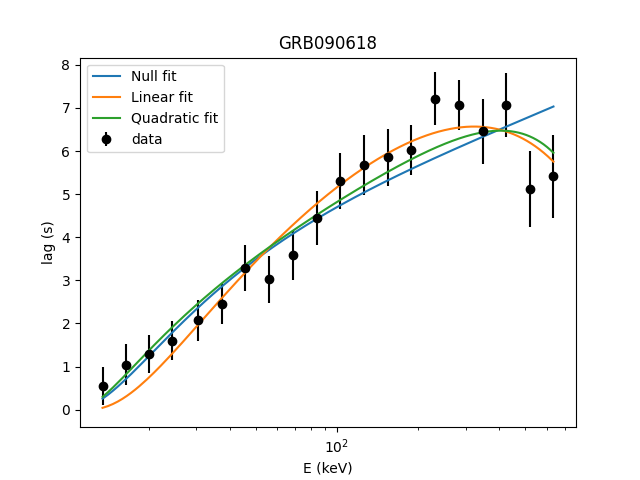 GRB090618
8
7
6
5
4
3
2
1
0
lag (s)
Null fit
Linear fit
Quadratic fit
data
10²
E (keV)